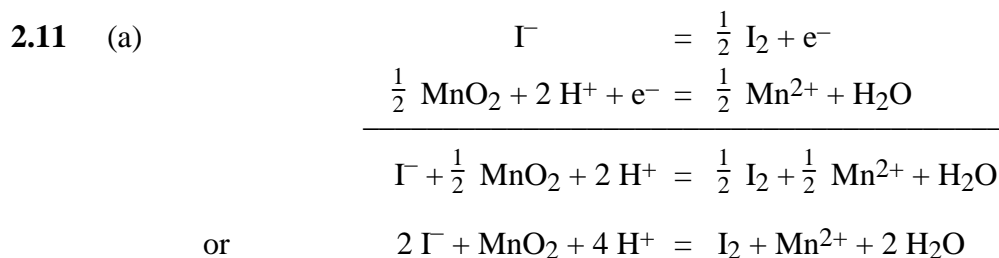 2.11 (a) I⁻ = ½ I₂ + e⁻
½ MnO₂ + 2 H⁺ + e⁻ = ½ Mn²⁺ + H₂O
I⁻ + ½ MnO₂ + 2 H⁺ = ½ I₂ + ½ Mn²⁺ + H₂O
or 2 I⁻ + MnO₂ + 4 H⁺ = I₂ + Mn²⁺ + 2 H₂O